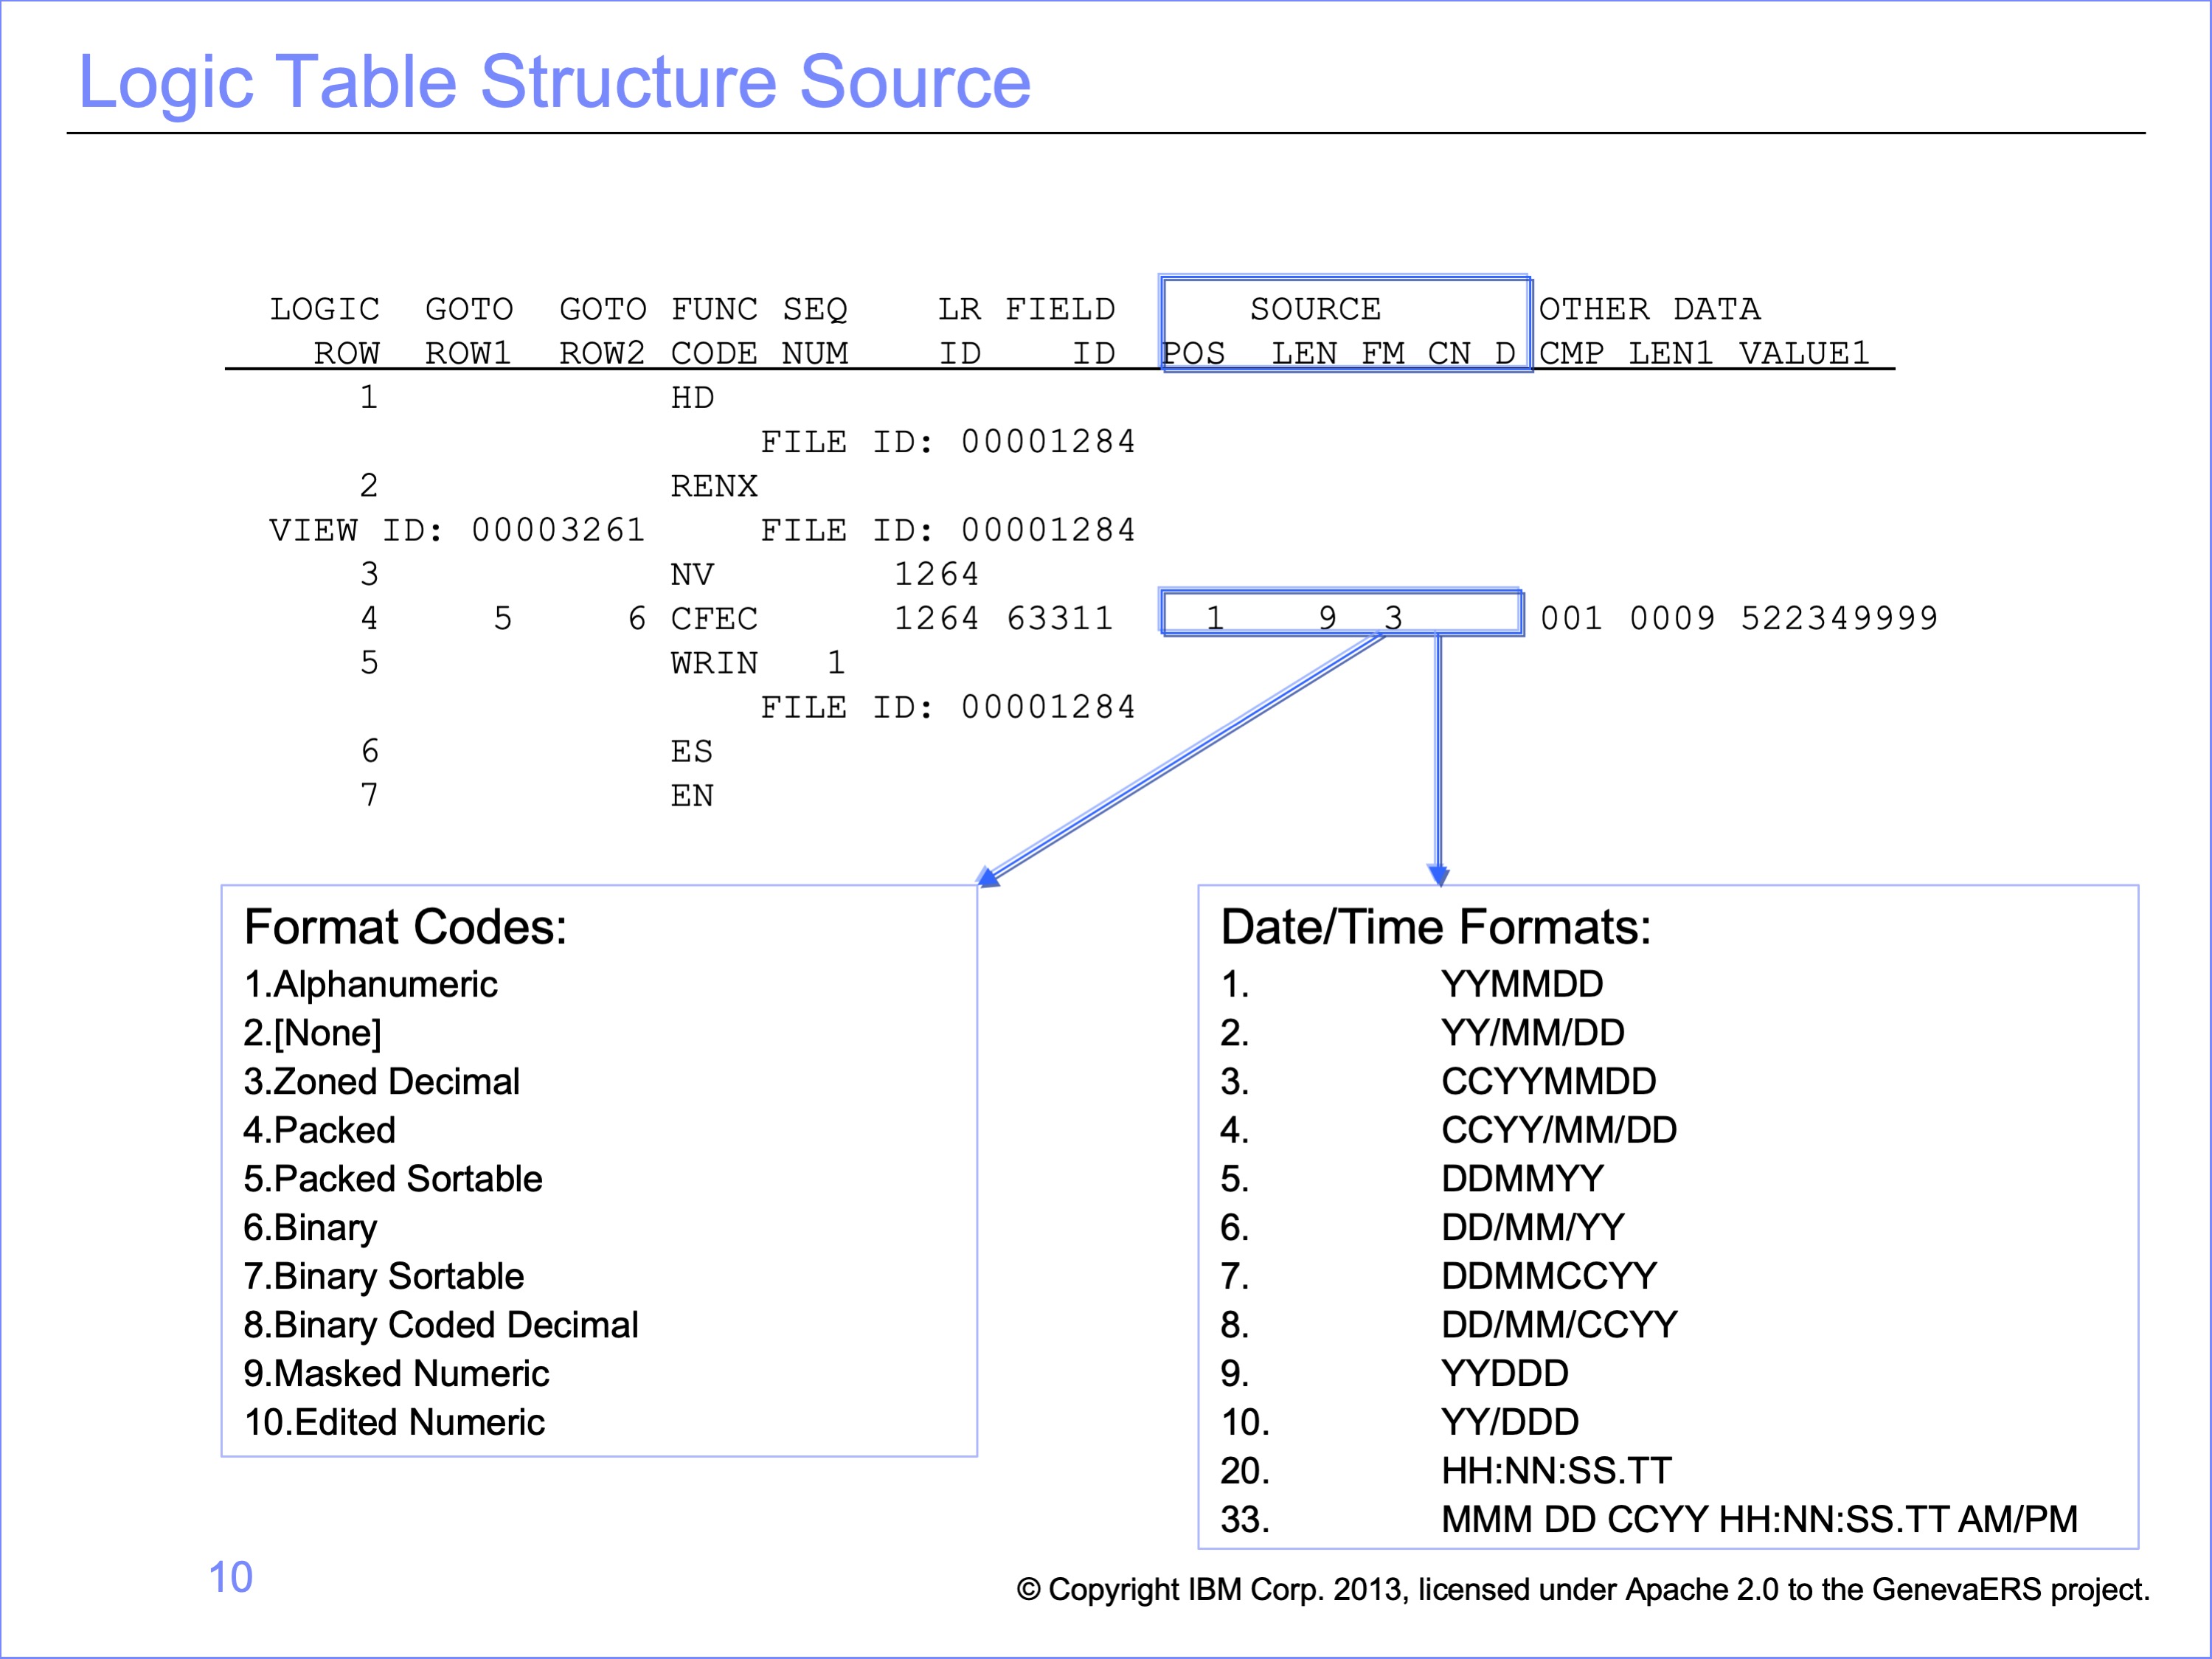 Logic Table Structure Source
LOGIC GOTO GOTO FUNC SEQ LR FIELD SOURCE OTHER DATA
ROW ROW1 ROW2 CODE NUM ID ID POS LEN FM CN D CMP LEN1 VALUE1
1 HD
FILE ID: 00001284
2 RENX
VIEW ID: 00003261 FILE ID: 00001284
3 NV 1264
4 5 6 CFEC 1264 63311 1 9 3 001 0009 522349999
5 WRIN 1
FILE ID: 00001284
6 ES
7 EN
Format Codes:
1.Alphanumeric
2.[None]
3.Zoned Decimal
4.Packed
5.Packed Sortable
6.Binary
7.Binary Sortable
8.Binary Coded Decimal
9.Masked Numeric
10.Edited Numeric
Date/Time Formats:
1. YYMMDD
2. YY/MM/DD
3. CCYYMMDD
4. CCYY/MM/DD
5. DDMMYY
6. DD/MM/YY
7. DDMMCCYY
8. DD/MM/CCYY
9. YYDDD
10. YY/DDD
20. HH:NN:SS.TT
33. MMM DD CCYY HH:NN:SS.TT AM/PM
10
© Copyright IBM Corp. 2013, licensed under Apache 2.0 to the GenevaERS project.